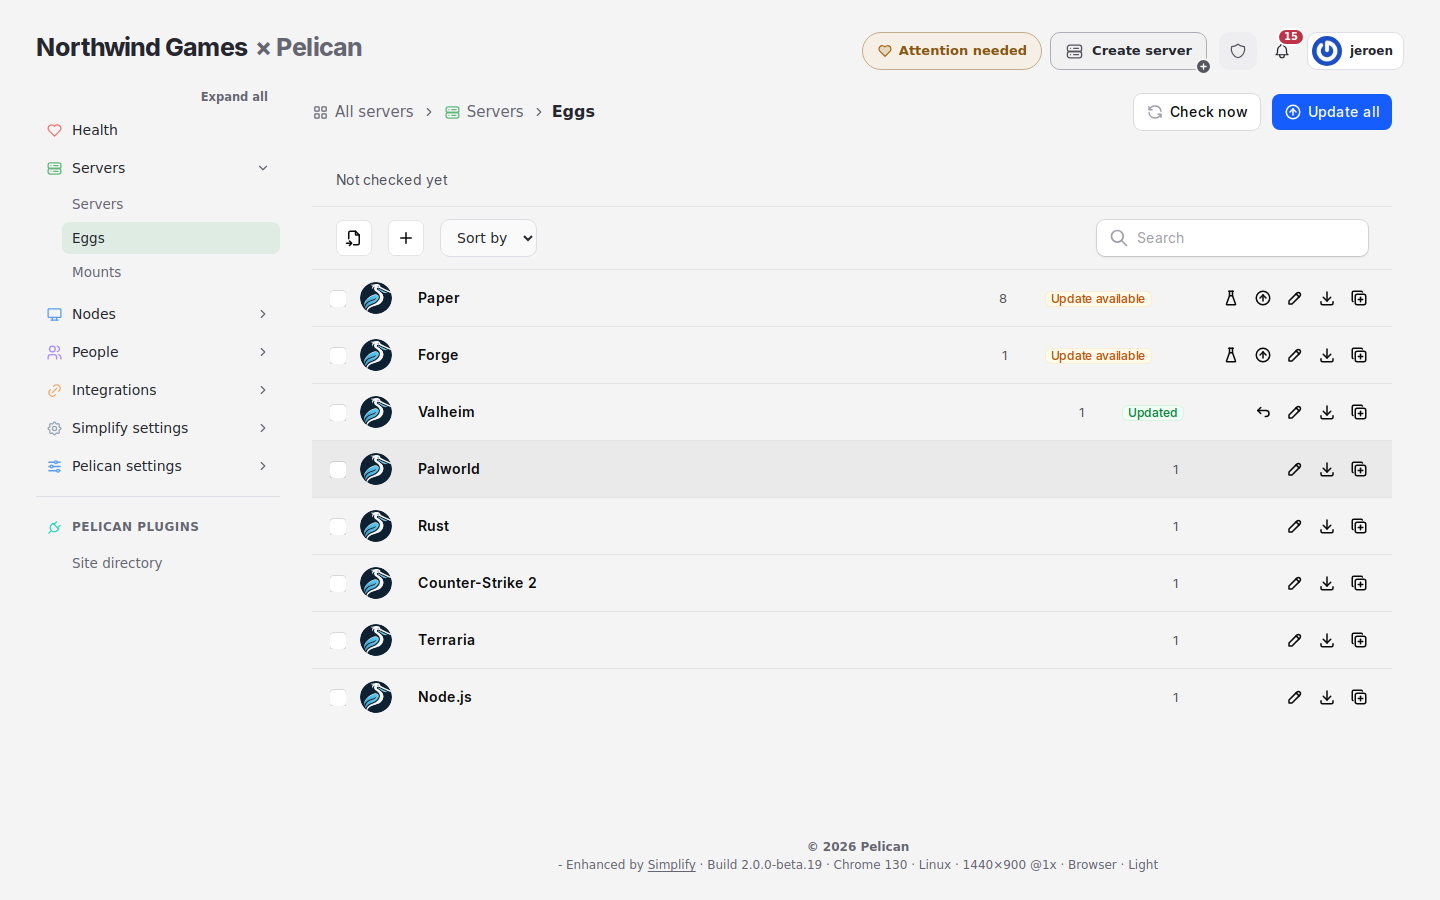 Northwind Games × Pelican
Attention needed
Create server
15
jeroen
Expand all
Health
Servers
Servers
Eggs
Mounts
Nodes
People
Integrations
Simplify settings
Pelican settings
PELICAN PLUGINS
Site directory
All servers > Servers > Eggs
Check now
Update all
Not checked yet
Sort by
Search
Paper 8 Update available
Forge 1 Update available
Valheim 1 Updated
Palworld 1
Rust 1
Counter-Strike 2 1
Terraria 1
Node.js 1
© 2026 Pelican
- Enhanced by Simplify · Build 2.0.0-beta.19 · Chrome 130 · Linux · 1440×900 @1x · Browser · Light